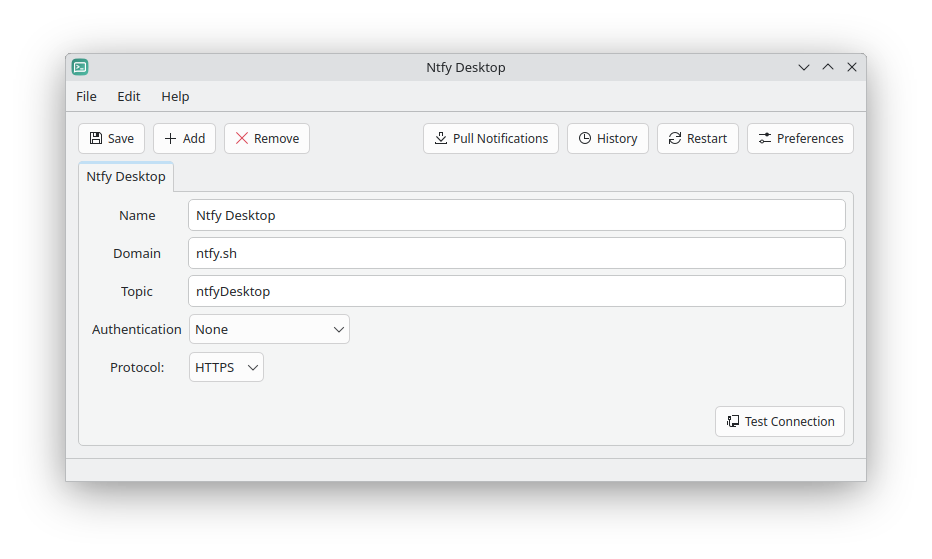 Ntfy Desktop
File Edit Help
Save Add Remove Pull Notifications History Restart Preferences
Ntfy Desktop
Name Ntfy Desktop
Domain ntfy.sh
Topic ntfyDesktop
Authentication None
Protocol: HTTPS
Test Connection